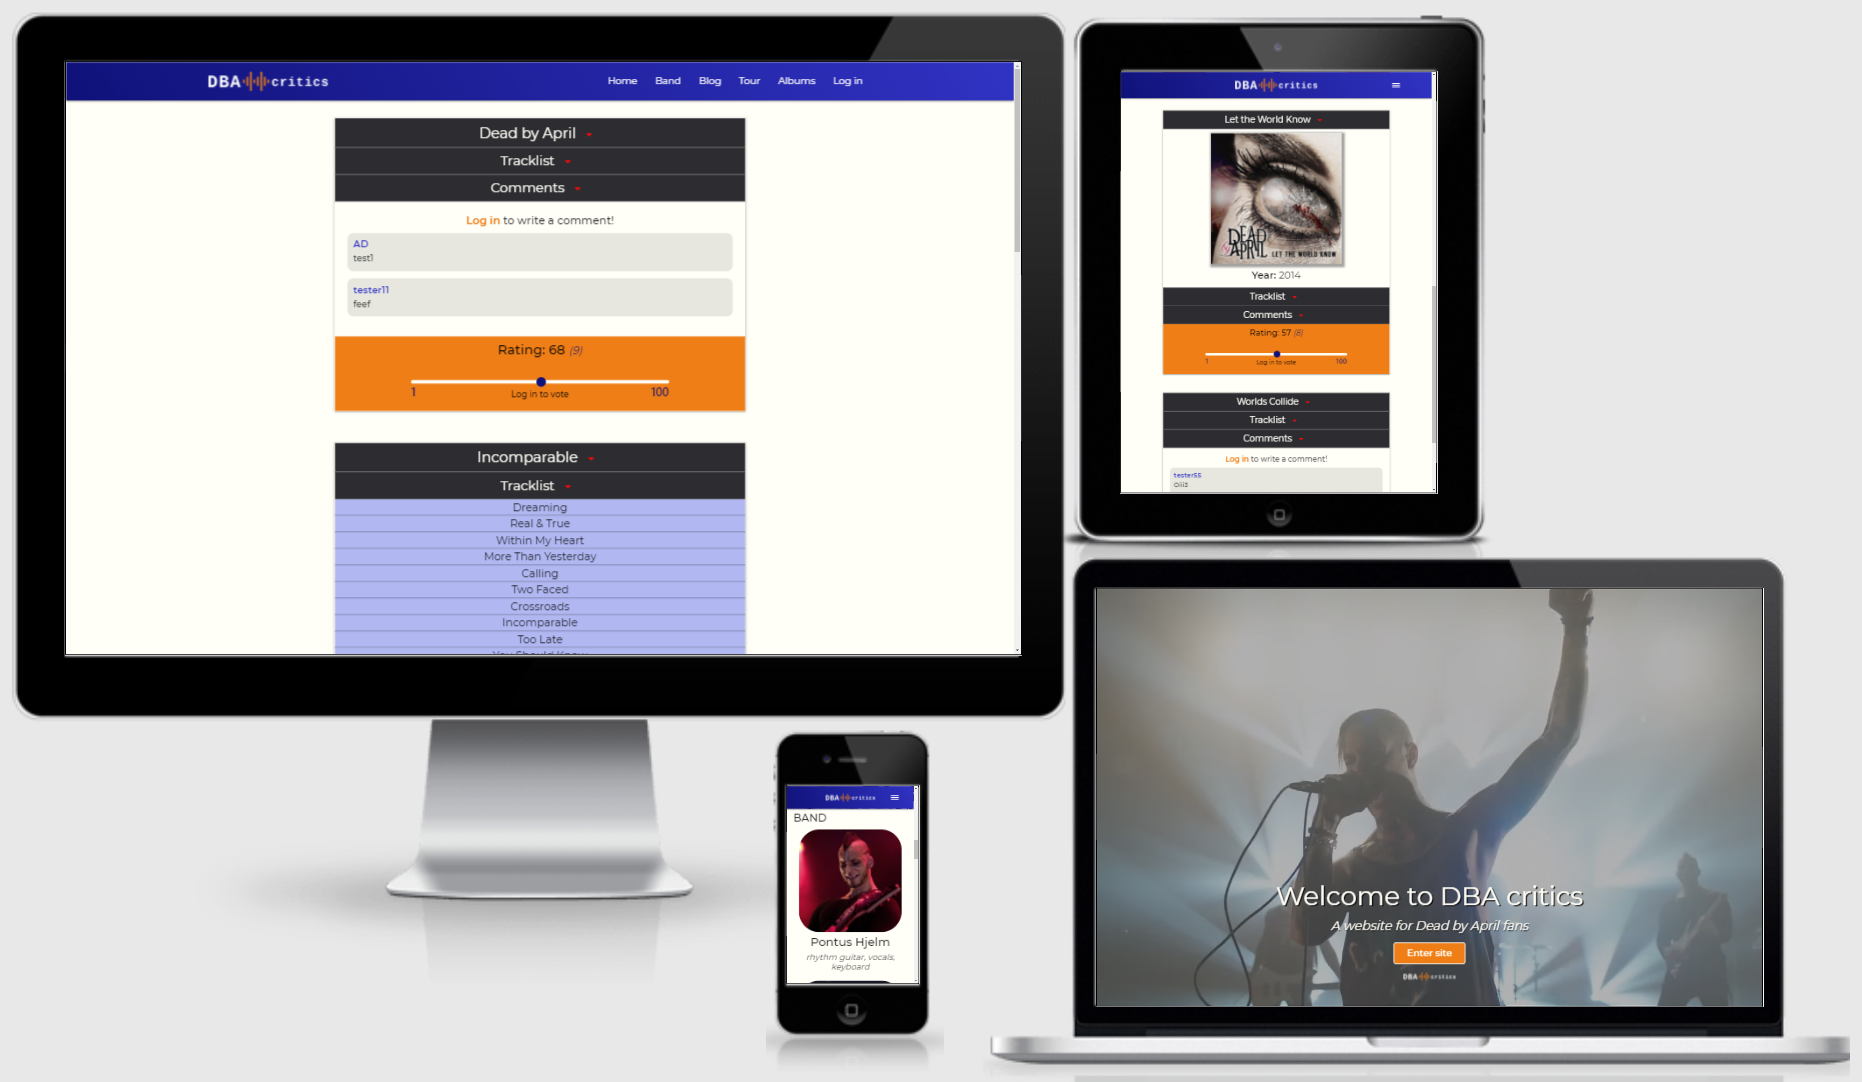 DBA critics
Home Band Blog Tour Albums Log in
Dead by April
Tracklist
Comments
Log in to write a comment!
AD
test1
tester11
feef
Rating: 68 (9)
1 Log in to vote 100
Incomparable
Tracklist
Dreaming
Real & True
Within My Heart
More Than Yesterday
Calling
Two Faced
Crossroads
Incomparable
Too Late
You Should Know
DBA critics
Let the World Know
DEAD
by
APRIL LET THE WORLD KNOW
Year: 2014
Tracklist
Comments
Rating: 57 (8)
1 Log in to vote 100
Worlds Collide
Tracklist
Comments
Log in to write a comment!
tester55
DBA critics
BAND
Pontus Hjelm
rhythm guitar, vocals,
keyboard
Welcome to DBA critics
A website for Dead by April fans
Enter site
DBA critics